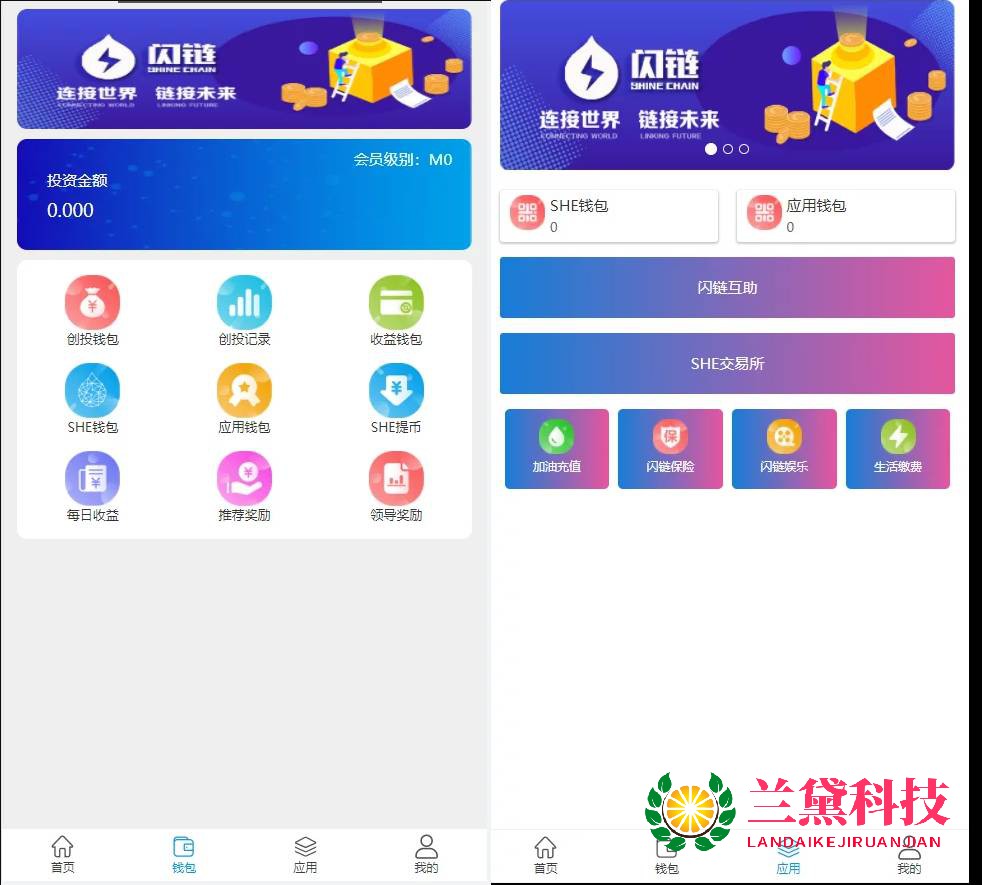 闪链
SHINE CHAIN
连接世界 链接未来
CONNECTING WORLD LINKING FUTURE
会员级别：M0
投资金额
0.000
创投钱包
创投记录
收益钱包
SHE钱包
应用钱包
SHE提币
每日收益
推荐奖励
领导奖励
首页
钱包
应用
我的
闪链
SHINE CHAIN
连接世界 链接未来
CONNECTING WORLD LINKING FUTURE
SHE钱包
0
应用钱包
0
闪链互助
SHE交易所
保
加油充值
闪链保险
闪链娱乐
生活缴费
兰黛科技
LANDAIKEJIRUANJIAN
首页
钱包
应用
我的